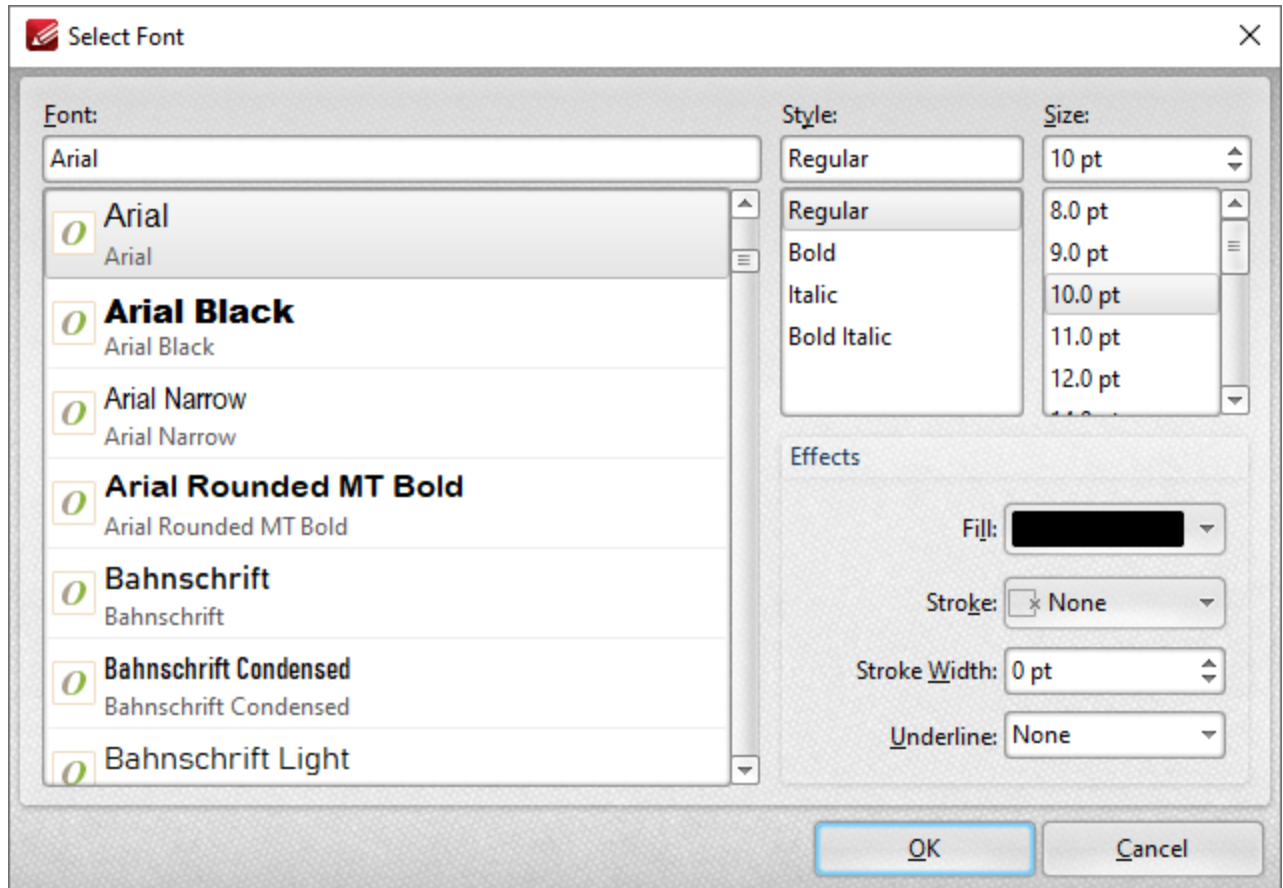 Select Font
Font:
Arial
Arial
Arial
Arial Black
Arial Black
Arial Narrow
Arial Narrow
Arial Rounded MT Bold
Arial Rounded MT Bold
Bahnschrift
Bahnschrift
Bahnschrift Condensed
Bahnschrift Condensed
Bahnschrift Light
Style:
Regular
Regular
Bold
Italic
Bold Italic
Size:
10 pt
8.0 pt
9.0 pt
10.0 pt
11.0 pt
12.0 pt
Effects
Fill:
Stroke: None
Stroke Width: 0 pt
Underline: None
OK
Cancel